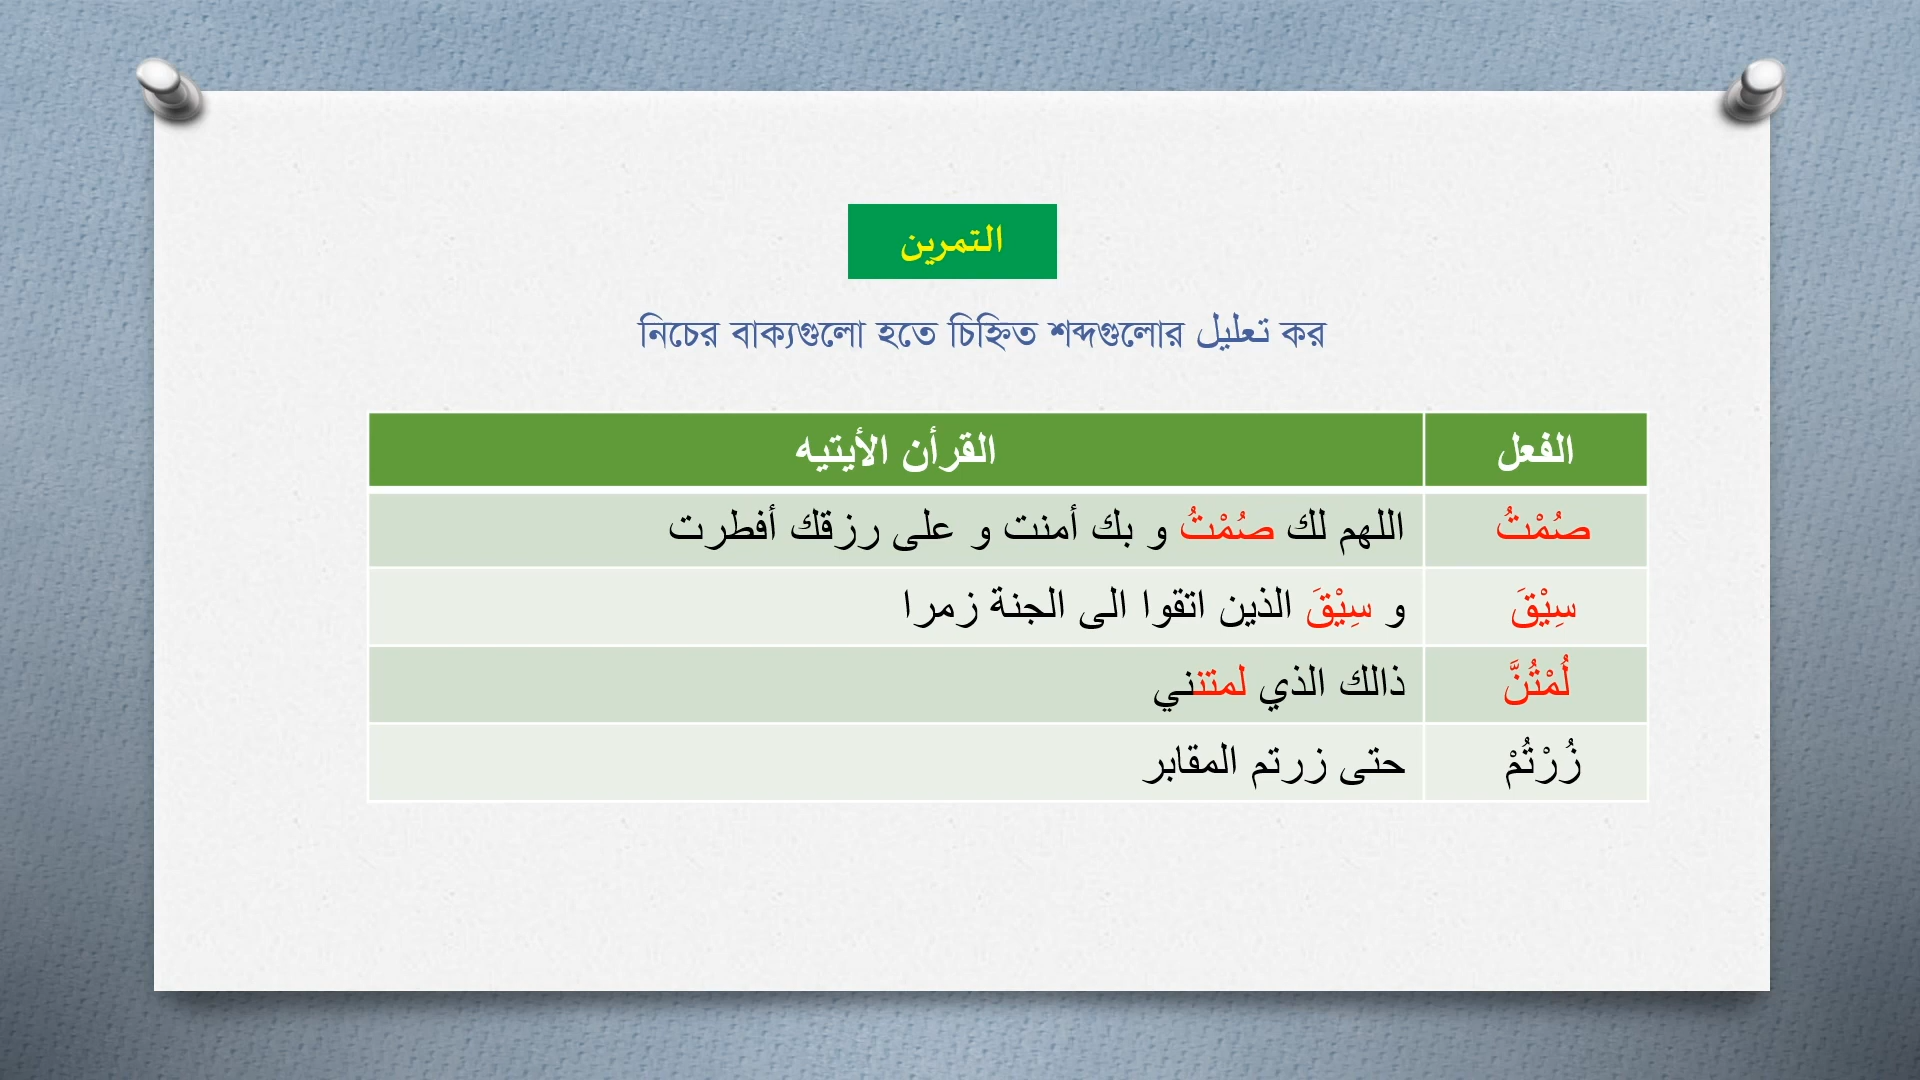 التمرين
নিচের বাক্যগুলো হতে চিহ্নিত শব্দগুলোর تعليل কর
الفعل القرأن الأيتيه
صُمْتُ اللهم لك صُمْتُ و بك أمنت و على رزقك أفطرت
سِيْقَ و سِيْقَ الذين اتقوا الى الجنة زمرا
لُمْتُنَّ ذالك الذي لمتنني
زُرْتُمْ حتى زرتم المقابر